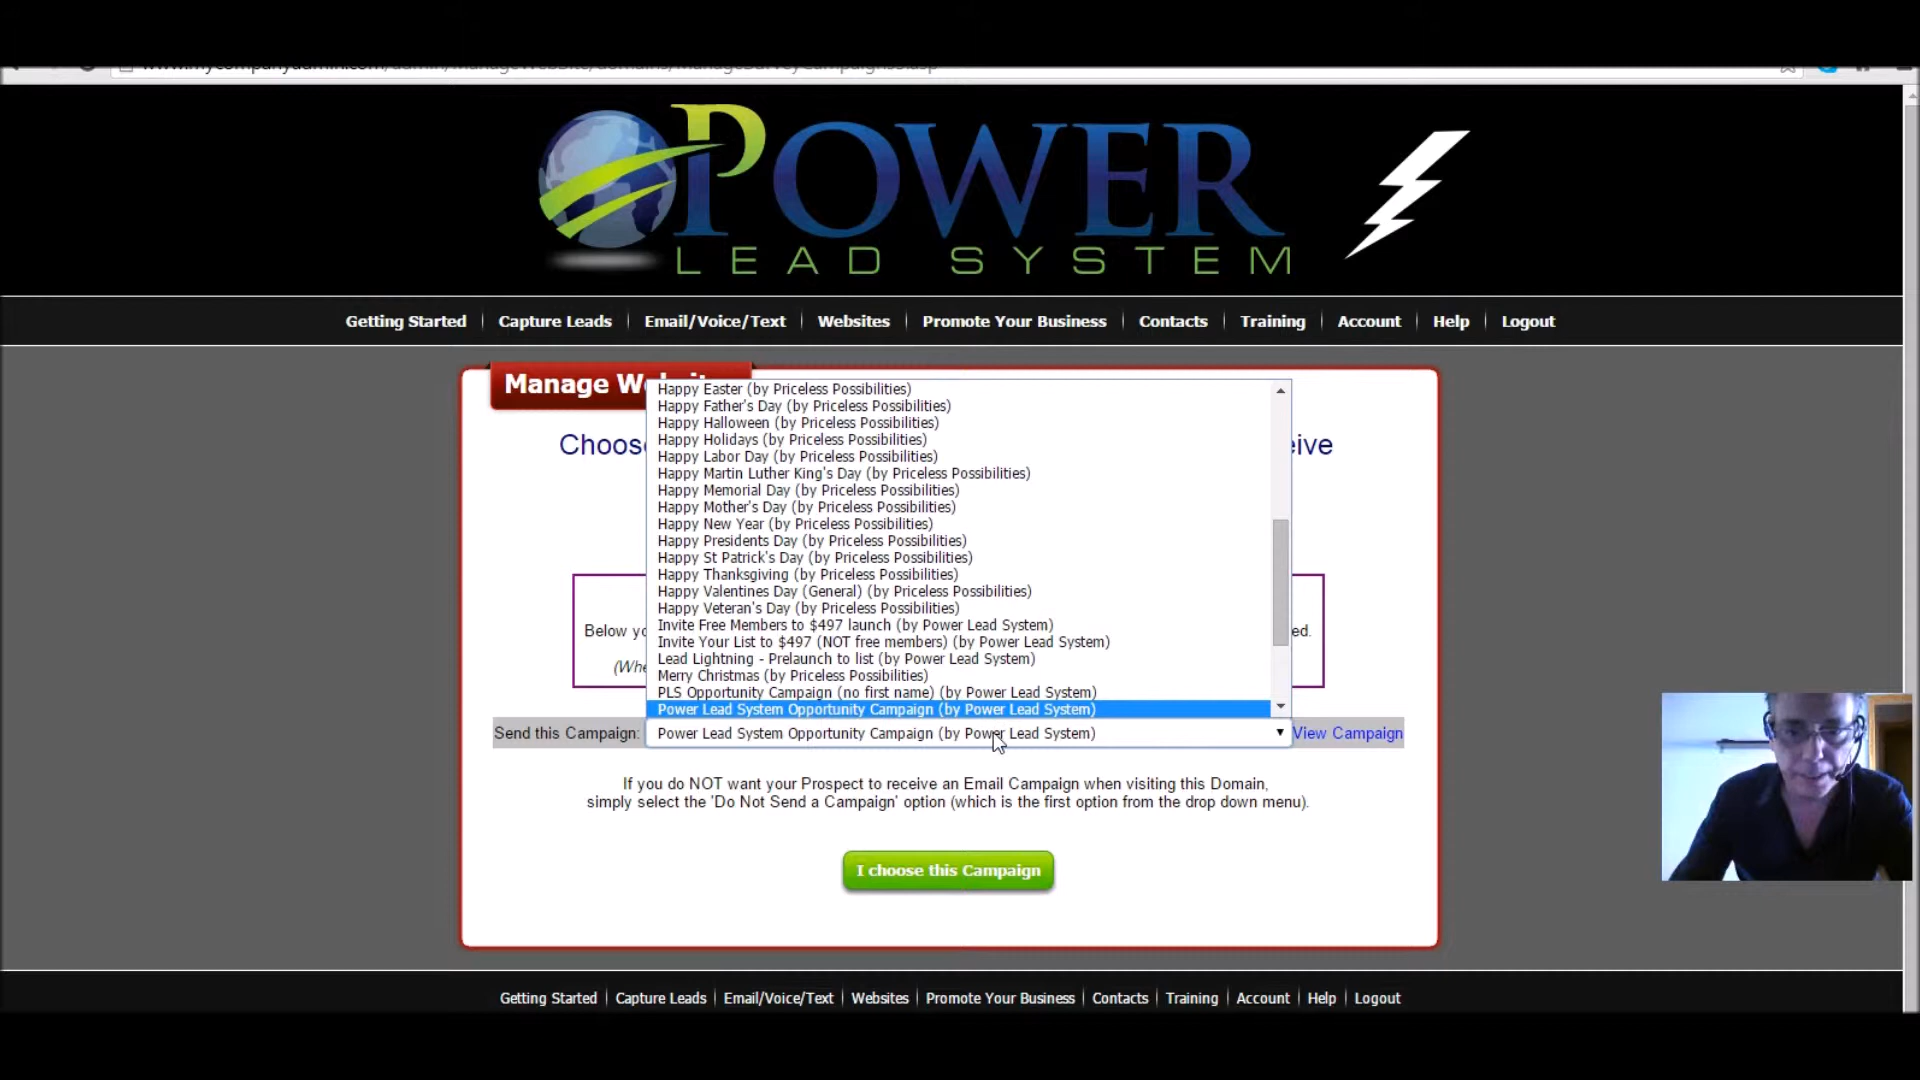 POWER
LEAD SYSTEM
Getting Started
Capture Leads
Email/Voice/Text
Websites
Promote Your Business
Contacts
Training
Account
Help
Logout
Manage
Happy Easter (by Priceless Possibilities)
Happy Father's Day (by Priceless Possibilities)
Happy Halloween (by Priceless Possibilities)
Happy Holidays (by Priceless Possibilities)
Happy Labor Day (by Priceless Possibilities)
Happy Martin Luther King's Day (by Priceless Possibilities)
Happy Memorial Day (by Priceless Possibilities)
Happy Mother's Day (by Priceless Possibilities)
Happy New Year (by Priceless Possibilities)
Happy Presidents Day (by Priceless Possibilities)
Happy St Patrick's Day (by Priceless Possibilities)
Happy Thanksgiving (by Priceless Possibilities)
Happy Valentines Day (General) (by Priceless Possibilities)
Happy Veteran's Day (by Priceless Possibilities)
Invite Free Members to $497 launch (by Power Lead System)
Invite Your List to $497 (NOT free members) (by Power Lead System)
Lead Lightning - Prelaunch to list (by Power Lead System)
Merry Christmas (by Priceless Possibilities)
PLS Opportunity Campaign (no first name) (by Power Lead System)
Power Lead System Opportunity Campaign (by Power Lead System)
Below
Send this Campaign: Power Lead System Opportunity Campaign (by Power Lead System) View Campaign
If you do NOT want your Prospect to receive an Email Campaign when visiting this Domain,
simply select the 'Do Not Send a Campaign' option (which is the first option from the drop down menu).
I choose this Campaign
Getting Started
Capture Leads
Email/Voice/Text
Websites
Promote Your Business
Contacts
Training
Account
Help
Logout